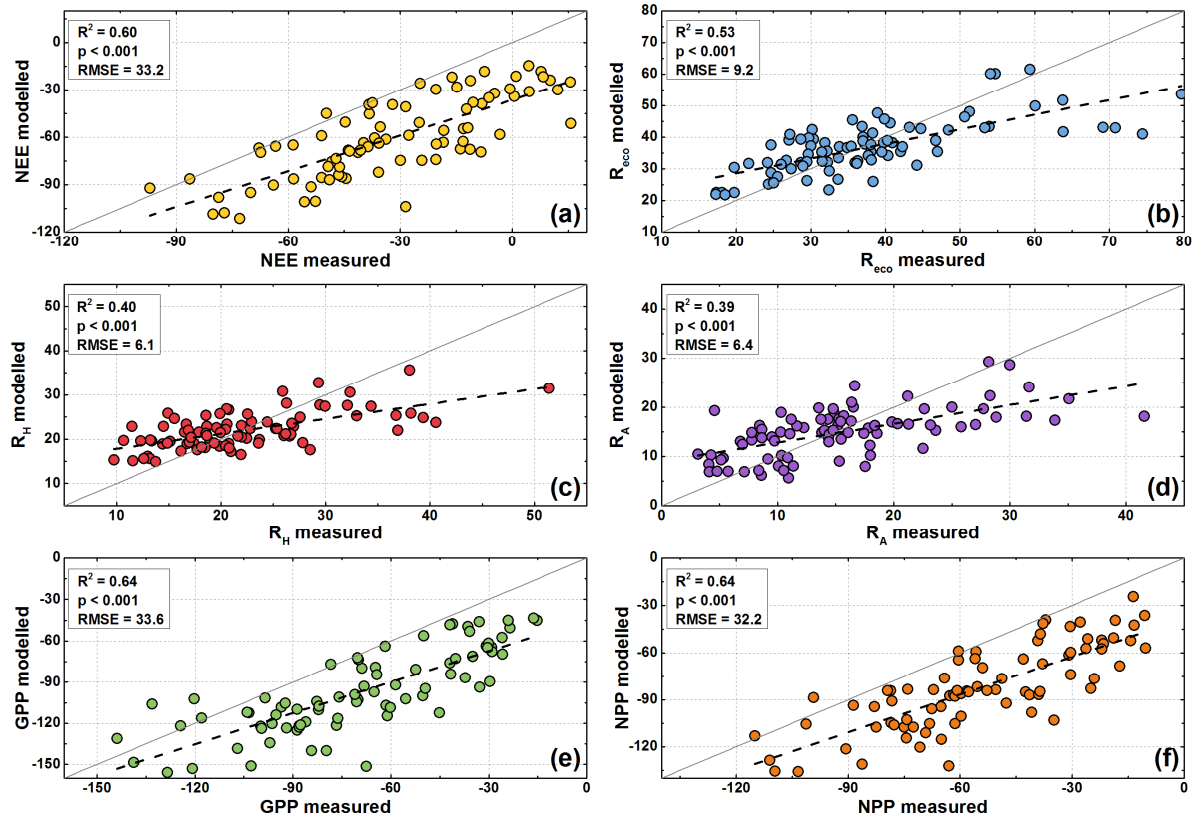 R² = 0.60
p < 0.001
RMSE = 33.2
0
-30
-60
-90
-120
NEE modelled
-120 -90 -60 -30 0
NEE measured
(a)
R² = 0.53
p < 0.001
RMSE = 9.2
80
70
60
50
40
30
20
10
Reco modelled
10 20 30 40 50 60 70 80
Reco measured
(b)
R² = 0.40
p < 0.001
RMSE = 6.1
50
40
30
20
10
RH modelled
10 20 30 40 50
RH measured
(c)
R² = 0.39
p < 0.001
RMSE = 6.4
40
30
20
10
0
RA modelled
0 10 20 30 40
RA measured
(d)
R² = 0.64
p < 0.001
RMSE = 33.6
0
-30
-60
-90
-120
-150
GPP modelled
-150 -120 -90 -60 -30 0
GPP measured
(e)
R² = 0.64
p < 0.001
RMSE = 32.2
0
-30
-60
-90
-120
NPP modelled
-120 -90 -60 -30 0
NPP measured
(f)